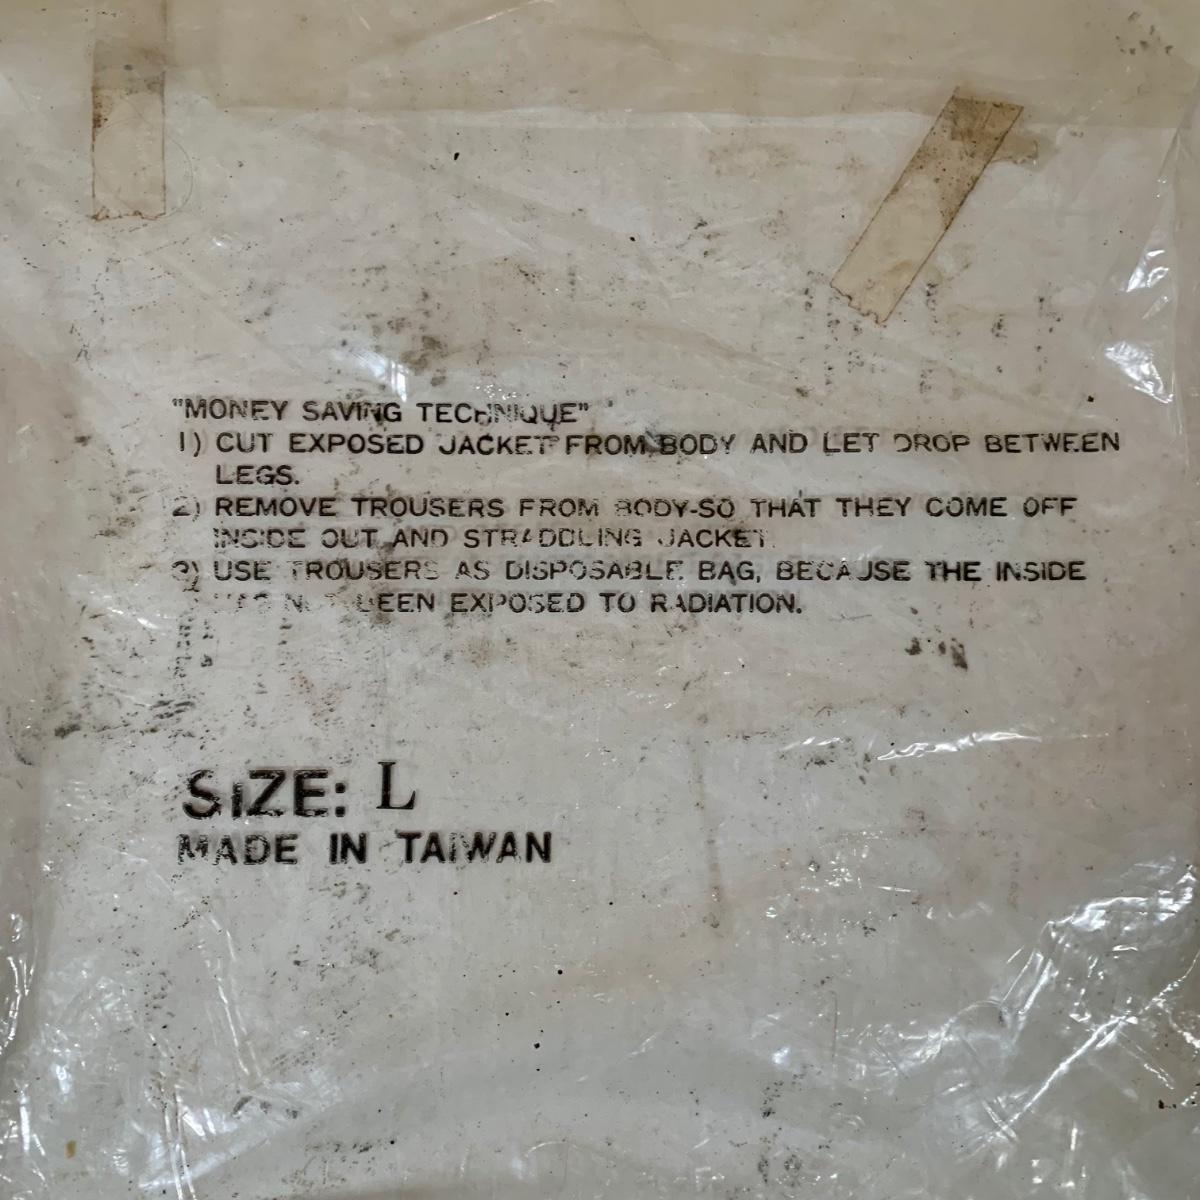 "MONEY SAVING TECHNIQUE"
1) CUT EXPOSED JACKET FROM BODY AND LET DROP BETWEEN
LEGS.
2) REMOVE TROUSERS FROM BODY-SO THAT THEY COME OFF
INSIDE OUT AND STRADDLING JACKET.
3) USE TROUSERS AS DISPOSABLE BAG, BECAUSE THE INSIDE
HAS NOT BEEN EXPOSED TO RADIATION.
SIZE: L
MADE IN TAIWAN